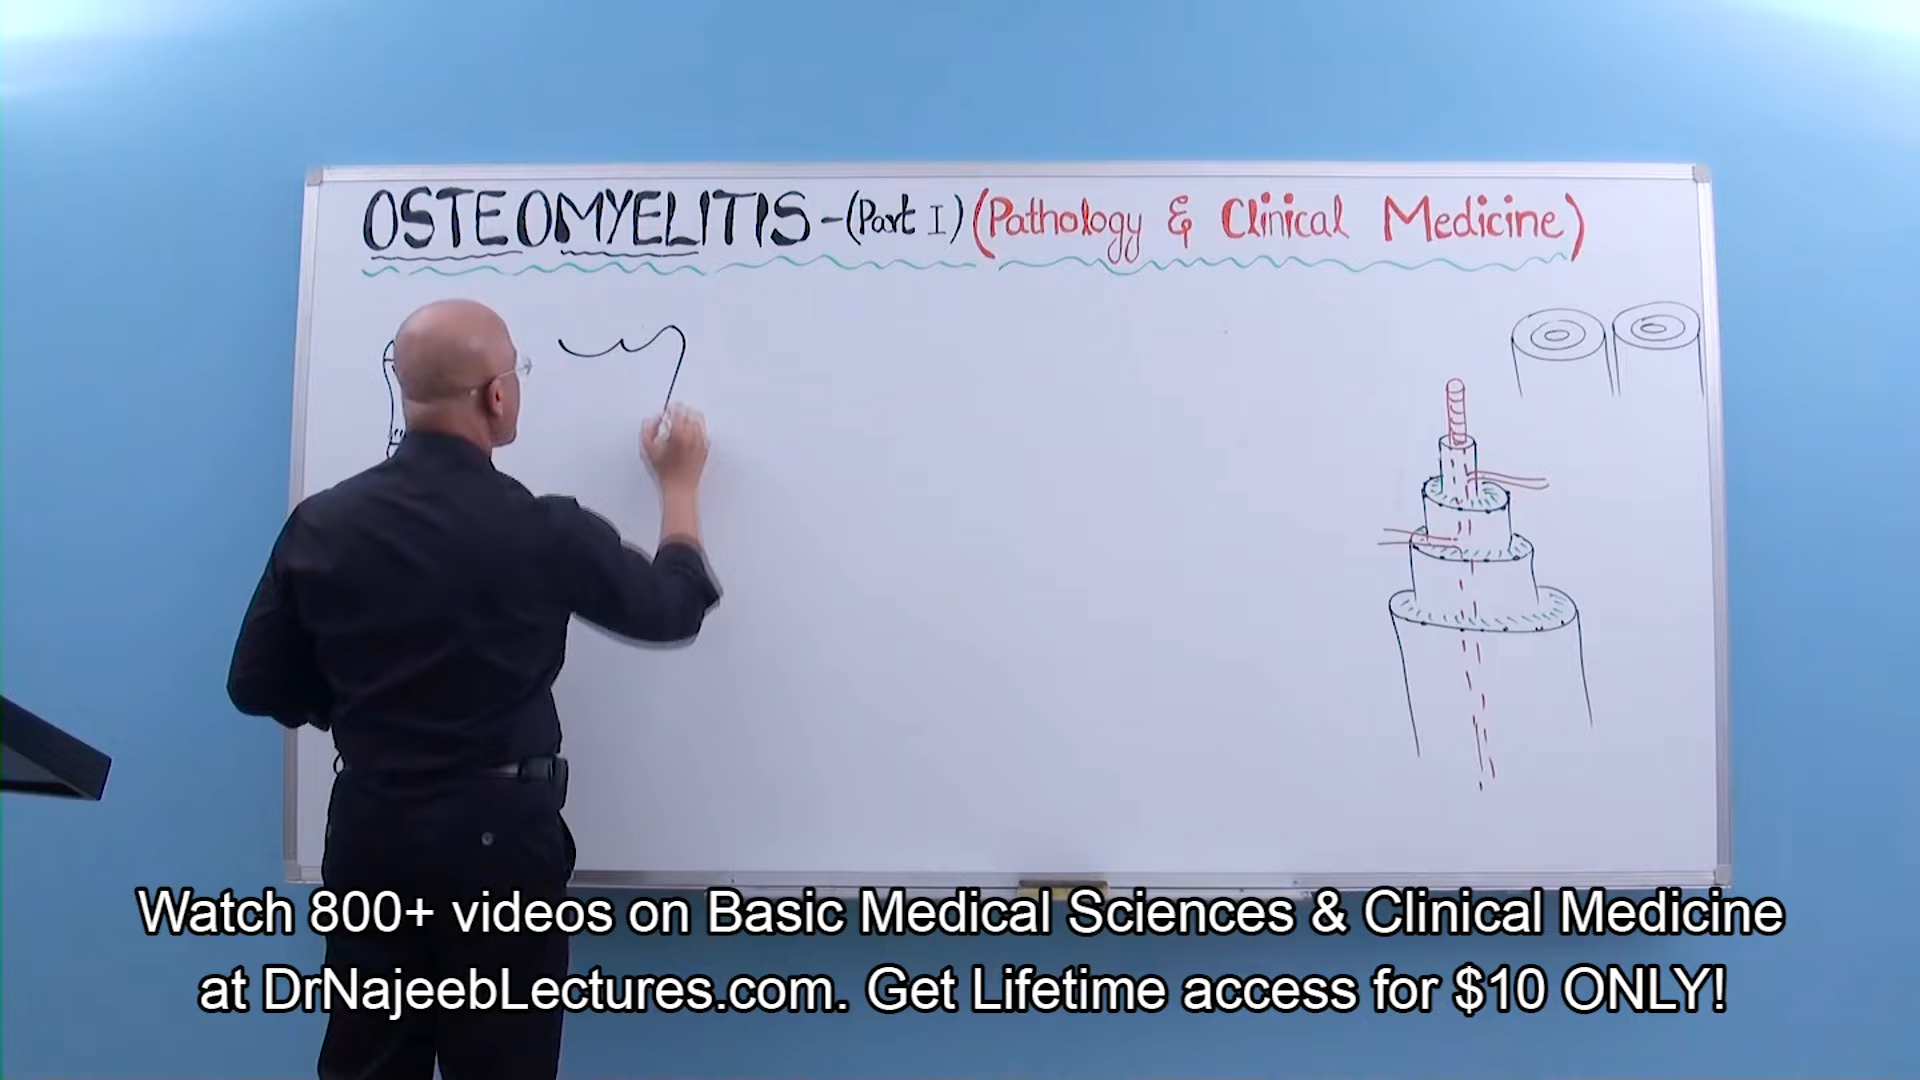 OSTEOMYELITIS - (Part I) (Pathology & Clinical Medicine)
Watch 800+ videos on Basic Medical Sciences & Clinical Medicine
at DrNajeebLectures.com. Get Lifetime access for $10 ONLY!